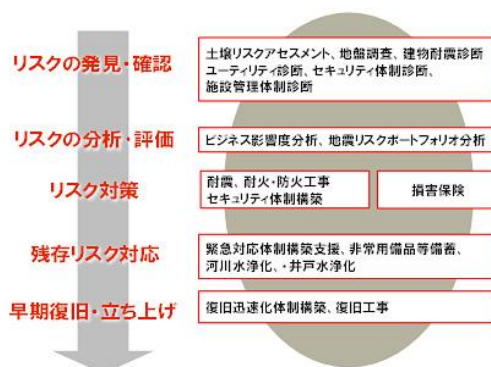 リスクの発見・確認
土壌リスクアセスメント、地盤調査、建物耐震診断
ユーティリティ診断、セキュリティ体制診断、
施設管理体制診断
リスクの分析・評価
ビジネス影響度分析、地震リスクポートフォリオ分析
リスク対策
耐震、耐火・防火工事
セキュリティ体制構築
損害保険
残存リスク対応
緊急対応体制構築支援、非常用備品等備蓄、
河川水浄化、・井戸水浄化
早期復旧・立ち上げ
復旧迅速化体制構築、復旧工事